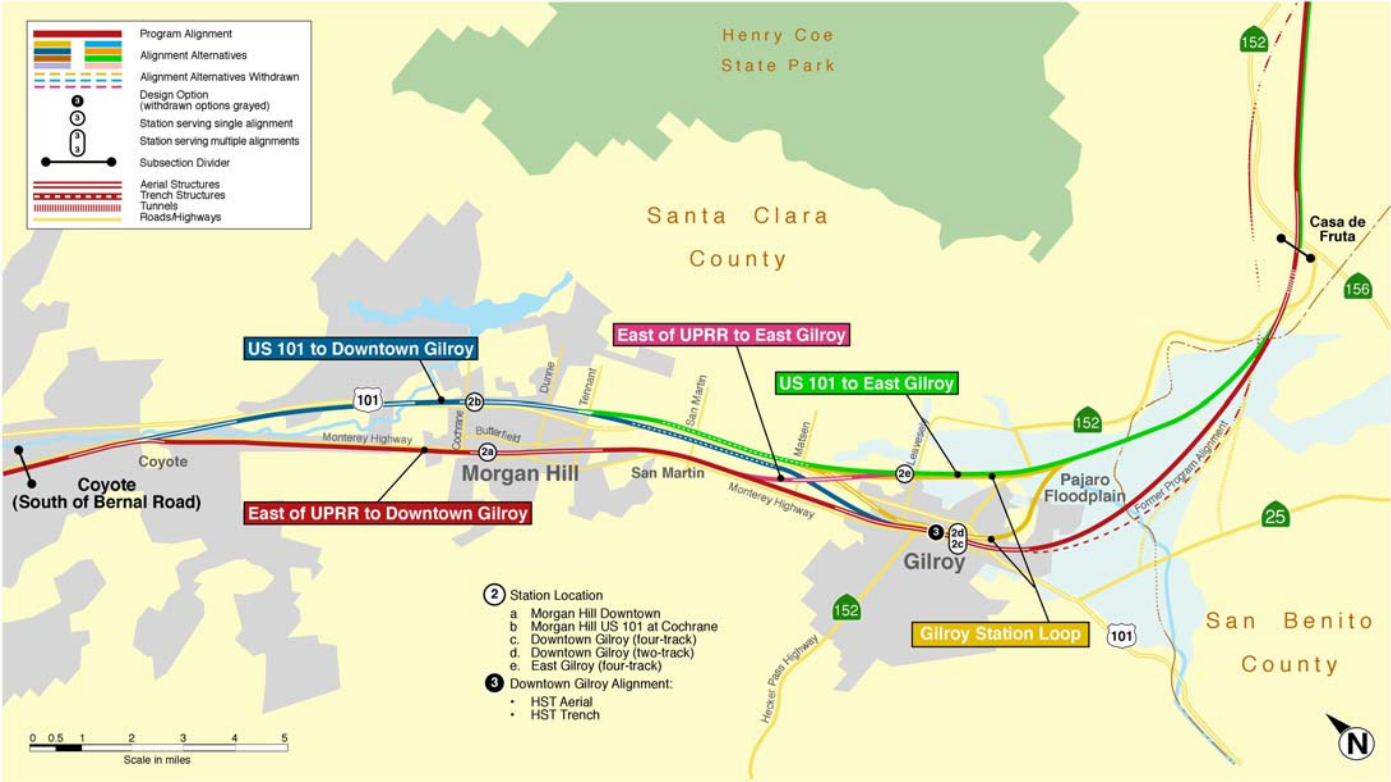 Program Alignment
Alignment Alternatives
Alignment Alternatives Withdrawn
3
Design Option
(withdrawn options grayed)
3
Station serving single alignment
3
3
Station serving multiple alignments
Subsection Divider
Aerial Structures
Trench Structures
Tunnels
Roads/Highways
Henry Coe
State Park
152
Santa Clara
County
Casa de
Fruta
156
US 101 to Downtown Gilroy
East of UPRR to East Gilroy
US 101 to East Gilroy
101
2b
Cochrane
Dunne
Tennant
San Martin
Matsen
Leavesley
152
Monterey Highway
Butterfield
2a
Coyote
Morgan Hill
San Martin
2e
Pajaro
Floodplain
Former Program Alignment
Coyote
(South of Bernal Road)
East of UPRR to Downtown Gilroy
Monterey Highway
3
2d
2c
Gilroy
25
152
Hecker Pass Highway
Gilroy Station Loop
101
San Benito
County
2 Station Location
a Morgan Hill Downtown
b Morgan Hill US 101 at Cochrane
c. Downtown Gilroy (four-track)
d. Downtown Gilroy (two-track)
e. East Gilroy (four-track)
3 Downtown Gilroy Alignment:
• HST Aerial
• HST Trench
0 0.5 1 2 3 4 5
Scale in miles
N